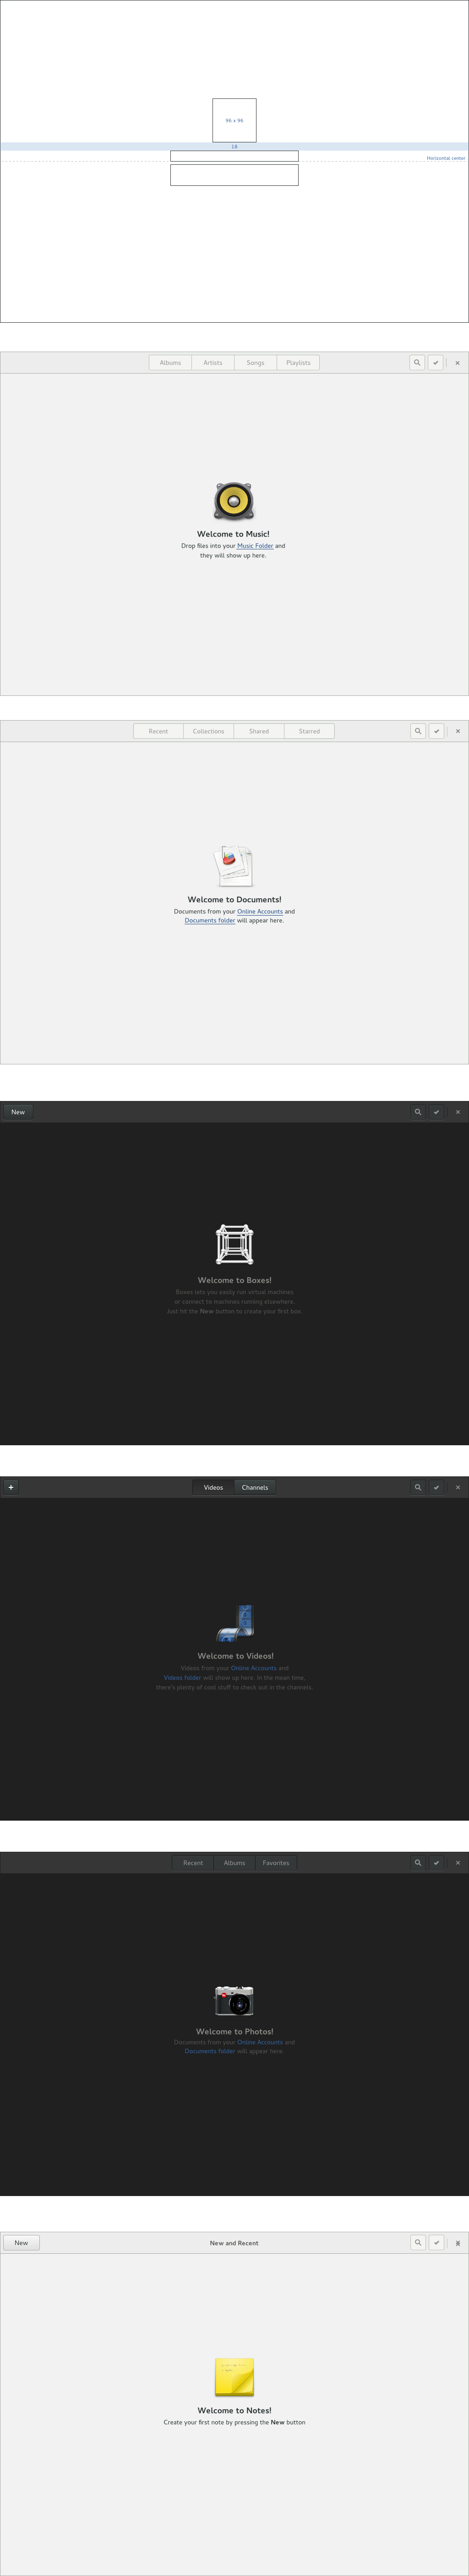 96 x 96
18
Horizontal center
Albums Artists Songs Playlists
Welcome to Music!
Drop files into your Music Folder and
they will show up here.
Recent Collections Shared Starred
Welcome to Documents!
Documents from your Online Accounts and
Documents folder will appear here.
New
Welcome to Boxes!
Boxes lets you easily run virtual machines
or connect to machines running elsewhere.
Just hit the New button to create your first box.
Videos Channels
Welcome to Videos!
Videos from your Online Accounts and
Videos folder will show up here. In the mean time,
there's plenty of cool stuff to check out in the channels.
Recent Albums Favorites
Welcome to Photos!
Documents from your Online Accounts and
Documents folder will appear here.
New New and Recent
Welcome to Notes!
Create your first note by pressing the New button